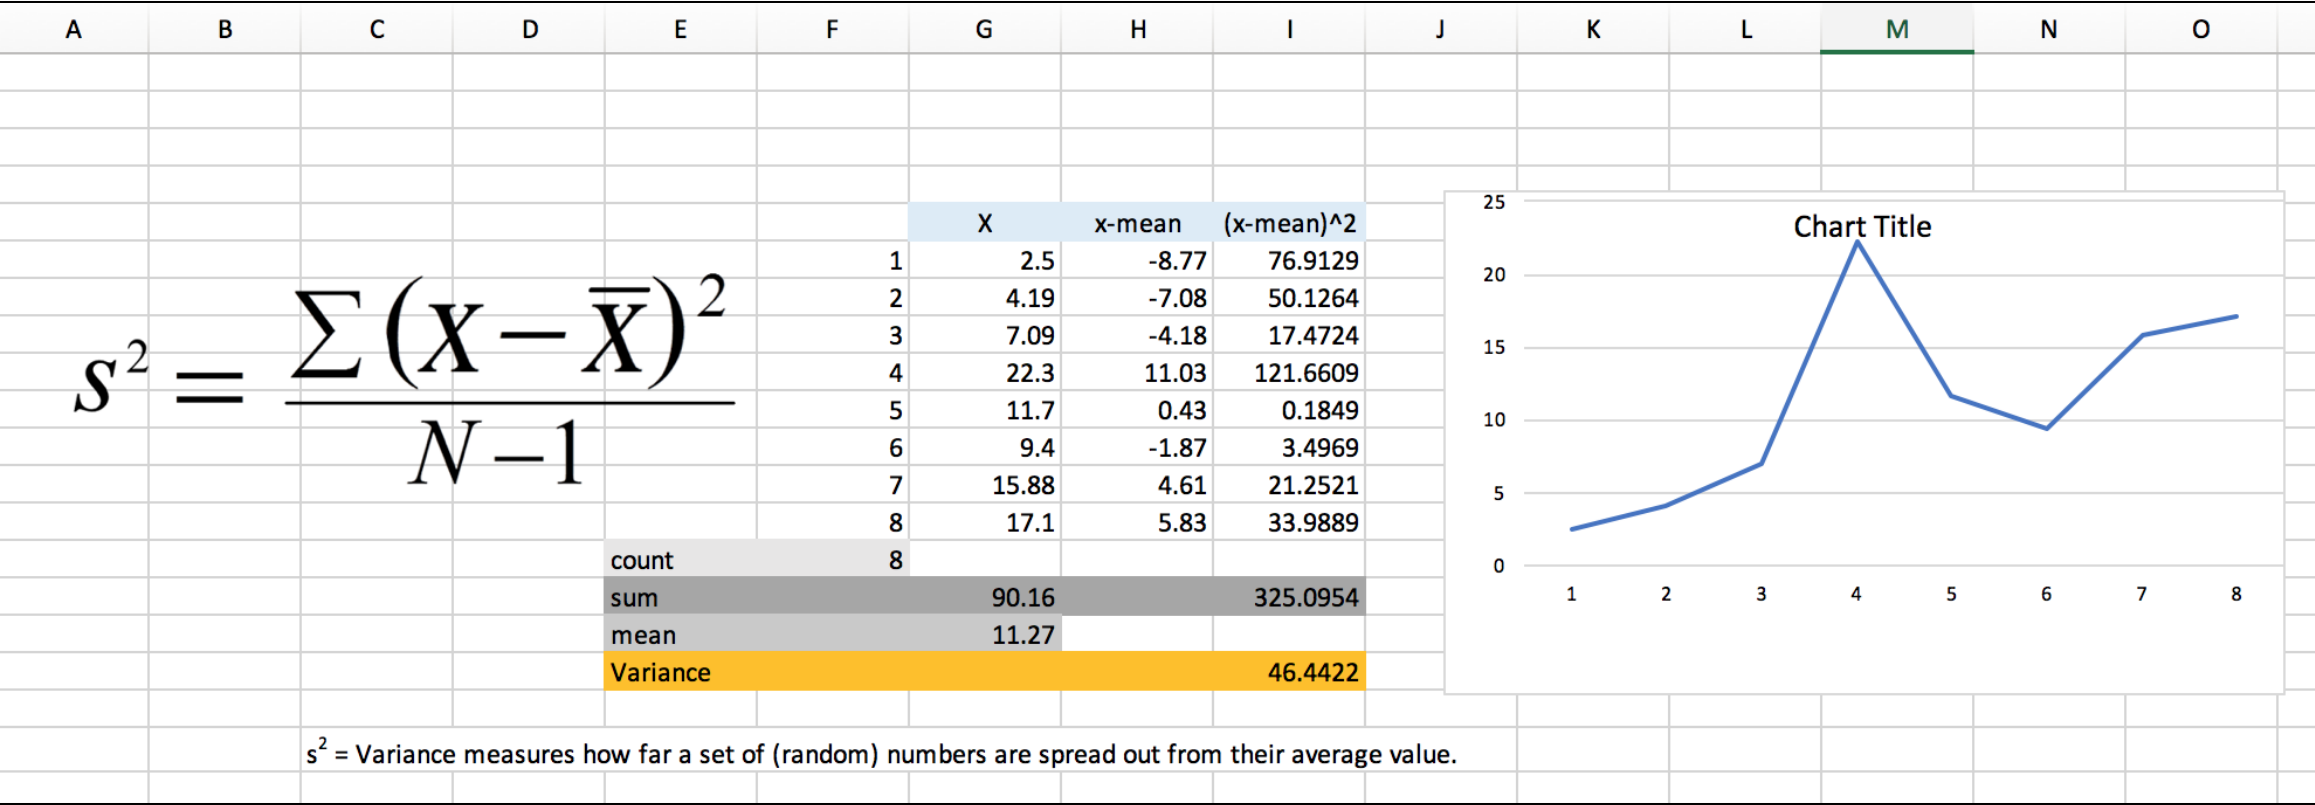 A B C D E F G H I J K L M N O
X x-mean (x-mean)^2
1 2.5 -8.77 76.9129
2 4.19 -7.08 50.1264
3 7.09 -4.18 17.4724
4 22.3 11.03 121.6609
5 11.7 0.43 0.1849
6 9.4 -1.87 3.4969
7 15.88 4.61 21.2521
8 17.1 5.83 33.9889
count 8
sum 90.16 325.0954
mean 11.27
Variance 46.4422
s² = ∑(X−X̅)² / N−1
Chart Title
25
20
15
10
5
0
1 2 3 4 5 6 7 8
s² = Variance measures how far a set of (random) numbers are spread out from their average value.